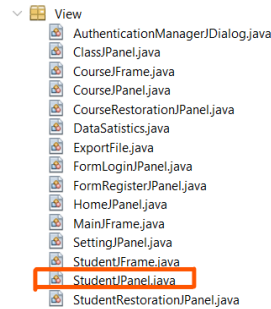 View
AuthenticationManagerJDialog.java
ClassJPanel.java
CourseJFrame.java
CourseJPanel.java
CourseRestorationJPanel.java
DataSatistics.java
ExportFile.java
FormLoginJPanel.java
FormRegisterJPanel.java
HomeJPanel.java
MainJFrame.java
SettingJPanel.java
StudentJFrame.java
StudentJPanel.java
StudentRestorationJPanel.java